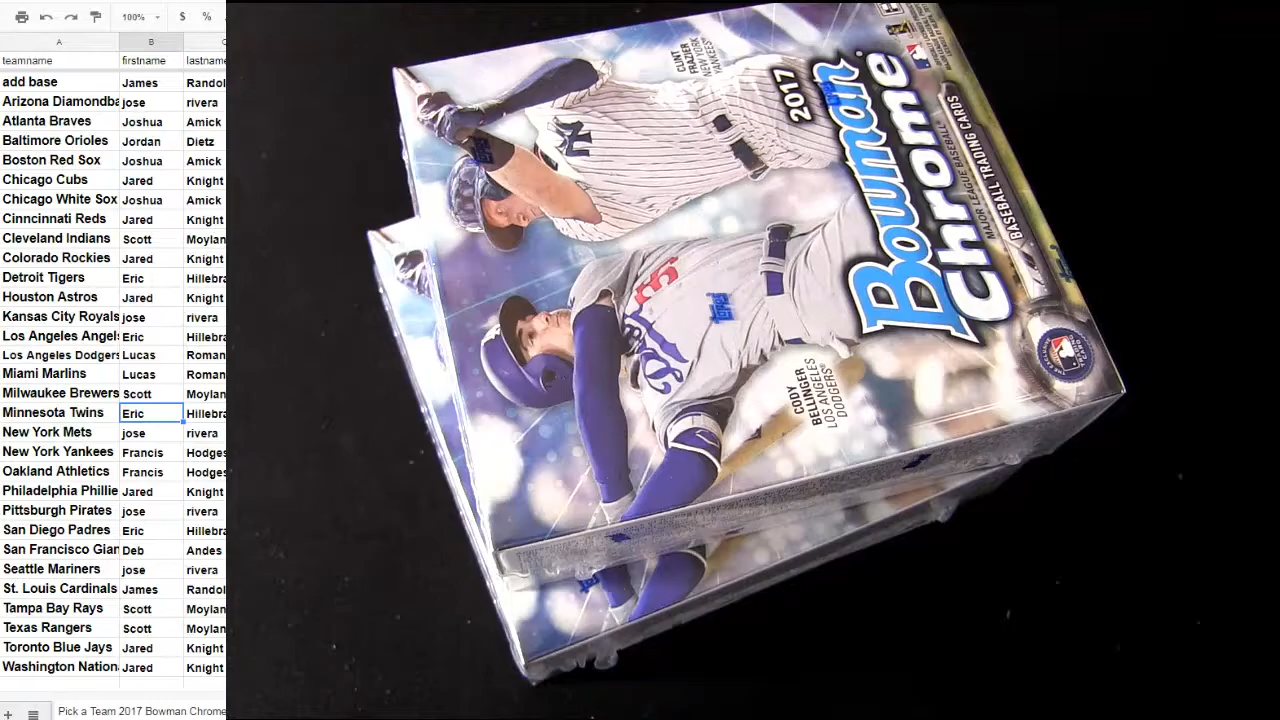 100%
$
%
A
B
teamname firstname lastname
add base James Randol
Arizona Diamondba jose rivera
Atlanta Braves Joshua Amick
Baltimore Orioles Jordan Dietz
Boston Red Sox Joshua Amick
Chicago Cubs Jared Knight
Chicago White Sox Joshua Amick
Cinncinnati Reds Jared Knight
Cleveland Indians Scott Moylan
Colorado Rockies Jared Knight
Detroit Tigers Eric Hillebra
Houston Astros Jared Knight
Kansas City Royals jose rivera
Los Angeles Angels Eric Hillebra
Los Angeles Dodgers Lucas Roman
Miami Marlins Lucas Roman
Milwaukee Brewers Scott Moylan
Minnesota Twins Eric Hillebra
New York Mets jose rivera
New York Yankees Francis Hodges
Oakland Athletics Francis Hodges
Philadelphia Phillie Jared Knight
Pittsburgh Pirates jose rivera
San Diego Padres Eric Hillebra
San Francisco Gian Deb Andes
Seattle Mariners jose rivera
St. Louis Cardinals James Randol
Tampa Bay Rays Scott Moylan
Texas Rangers Scott Moylan
Toronto Blue Jays Jared Knight
Washington Nation Jared Knight
Pick a Team 2017 Bowman Chrome
CLINT
FRAZIER
NEW YORK
YANKEES®
2017
Bowman
Chrome
MAJOR LEAGUE BASEBALL®
BASEBALL TRADING CARDS
CODY
BELLINGER
LOS ANGELES
DODGERS®
topps